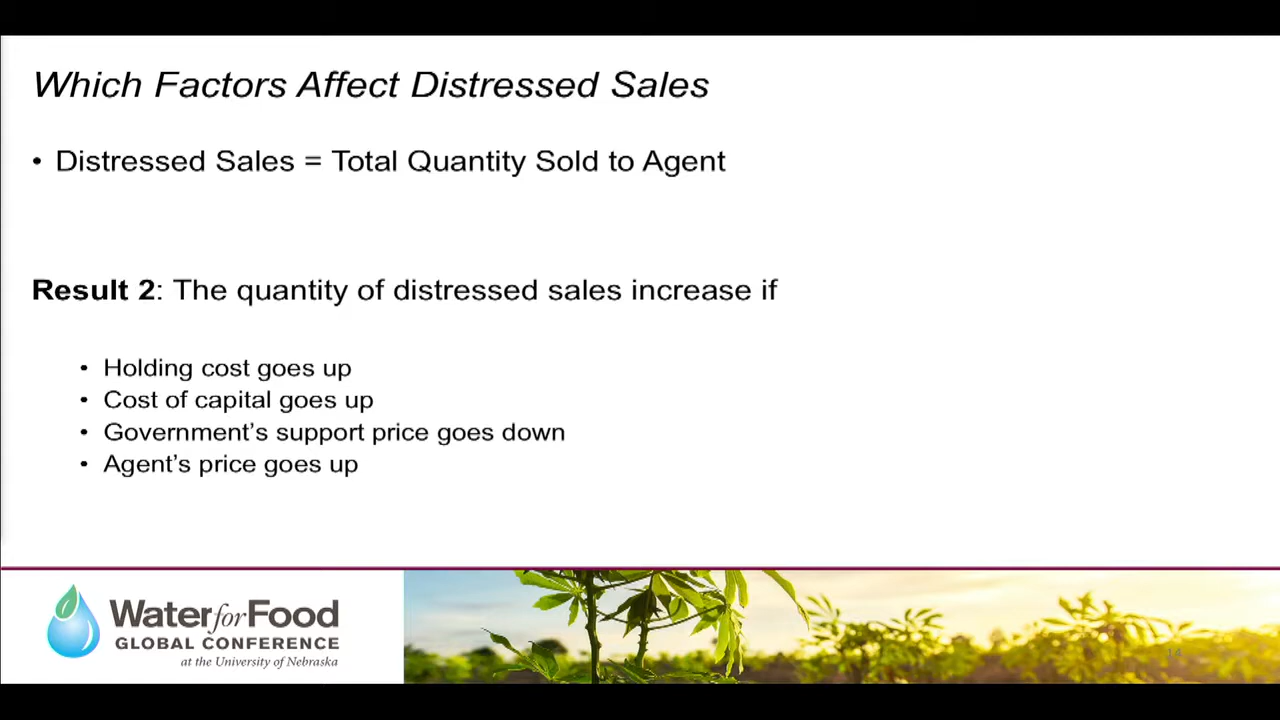 Which Factors Affect Distressed Sales
• Distressed Sales = Total Quantity Sold to Agent
Result 2: The quantity of distressed sales increase if
• Holding cost goes up
• Cost of capital goes up
• Government’s support price goes down
• Agent’s price goes up
Water for Food
GLOBAL CONFERENCE
at the University of Nebraska
14